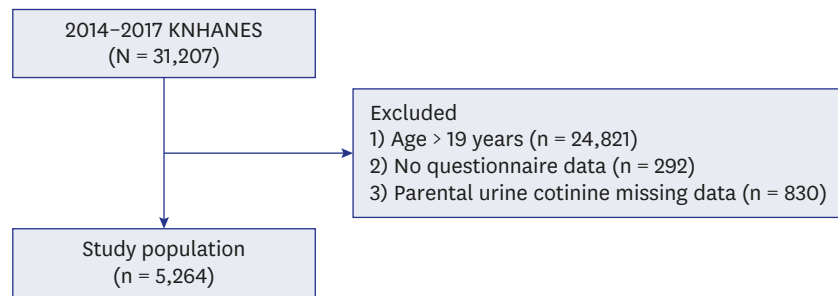 2014–2017 KNHANES
(N = 31,207)
Excluded
1) Age > 19 years (n = 24,821)
2) No questionnaire data (n = 292)
3) Parental urine cotinine missing data (n = 830)
Study population
(n = 5,264)